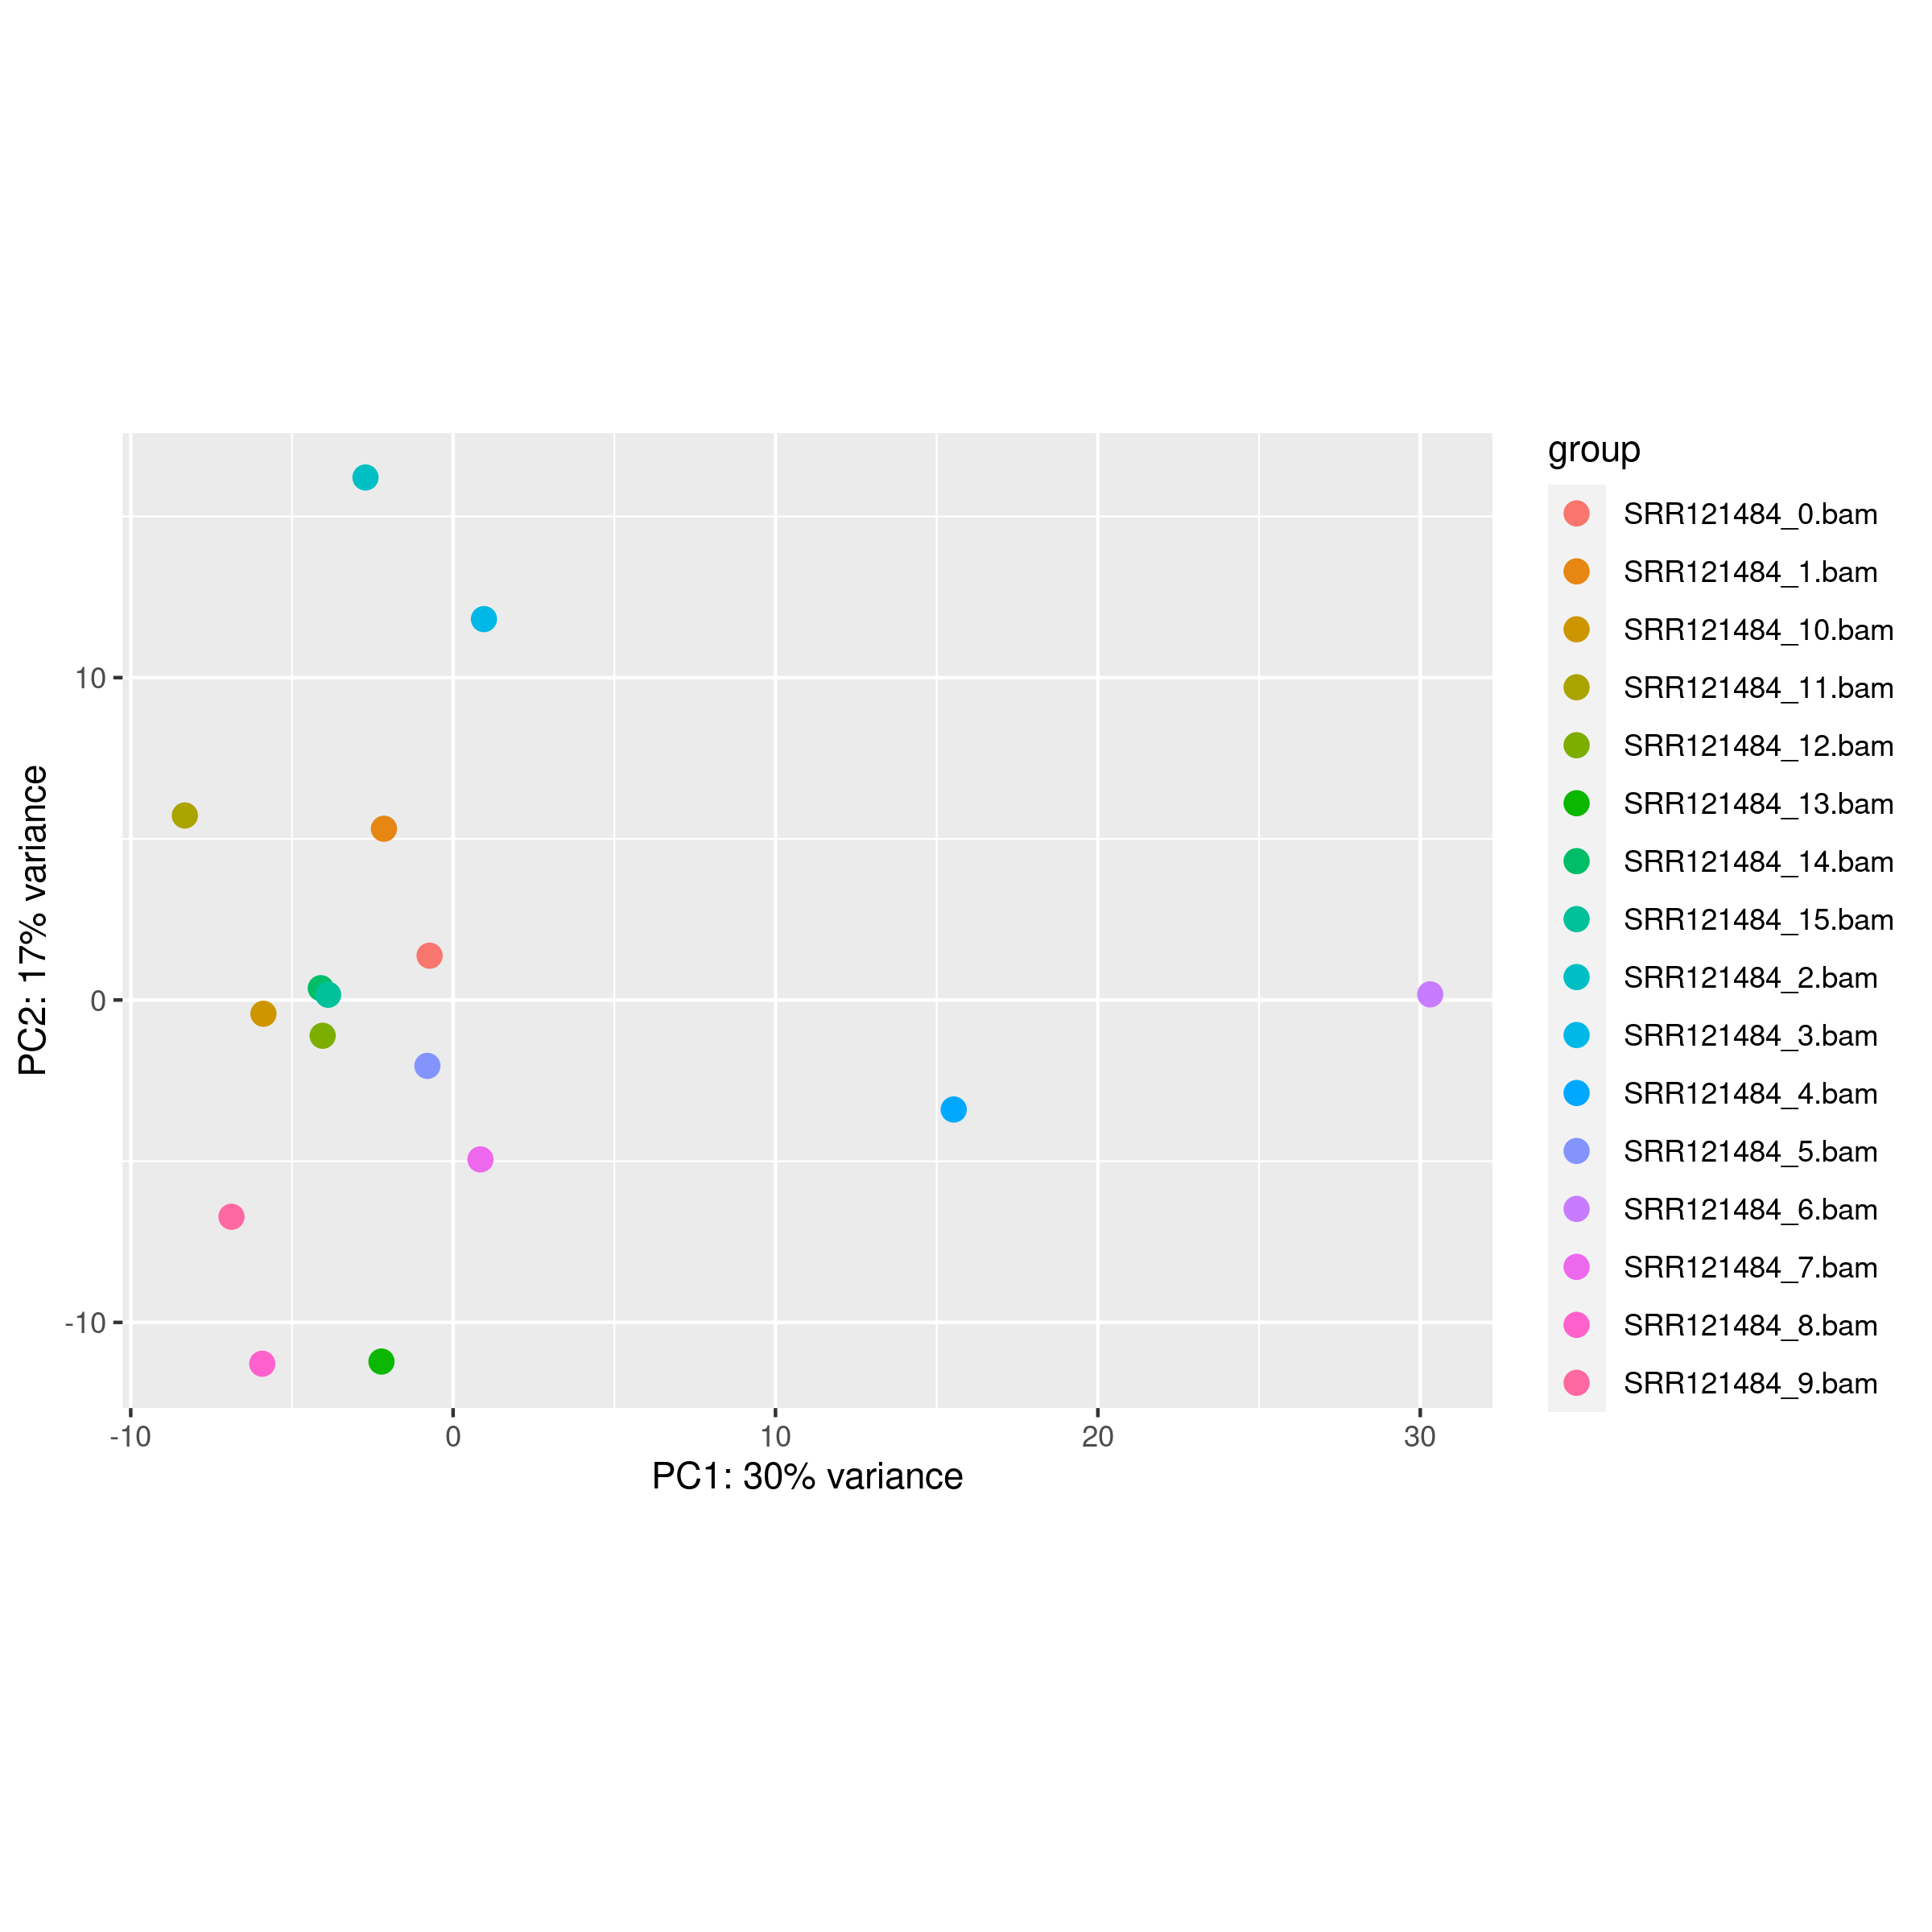 group
SRR121484_0.bam
SRR121484_1.bam
SRR121484_10.bam
SRR121484_11.bam
SRR121484_12.bam
SRR121484_13.bam
SRR121484_14.bam
SRR121484_15.bam
SRR121484_2.bam
SRR121484_3.bam
SRR121484_4.bam
SRR121484_5.bam
SRR121484_6.bam
SRR121484_7.bam
SRR121484_8.bam
SRR121484_9.bam
PC2: 17% variance
10
0
-10
-10 0 10 20 30
PC1: 30% variance